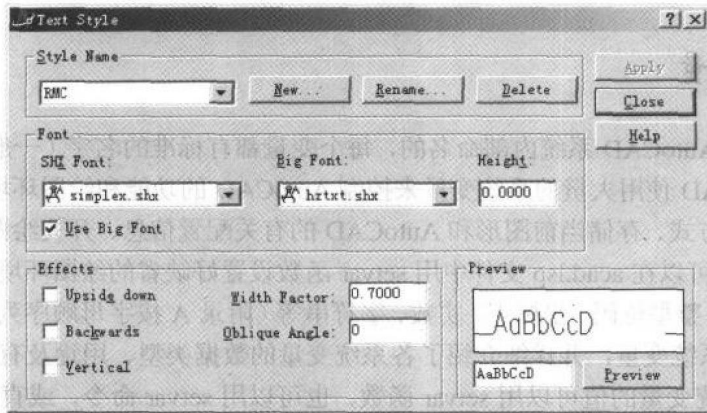 Text Style
Style Name
RMC
New...
Rename...
Delete
Apply
Close
Help
Font
SHX Font:
Big Font:
Height:
simplex.shx
hrtxt.shx
0.0000
Use Big Font
Effects
Upside down
Backwards
Vertical
Width Factor:
0.7000
Oblique Angle:
0
Preview
AaBbCcD
AaBbCcD
Preview